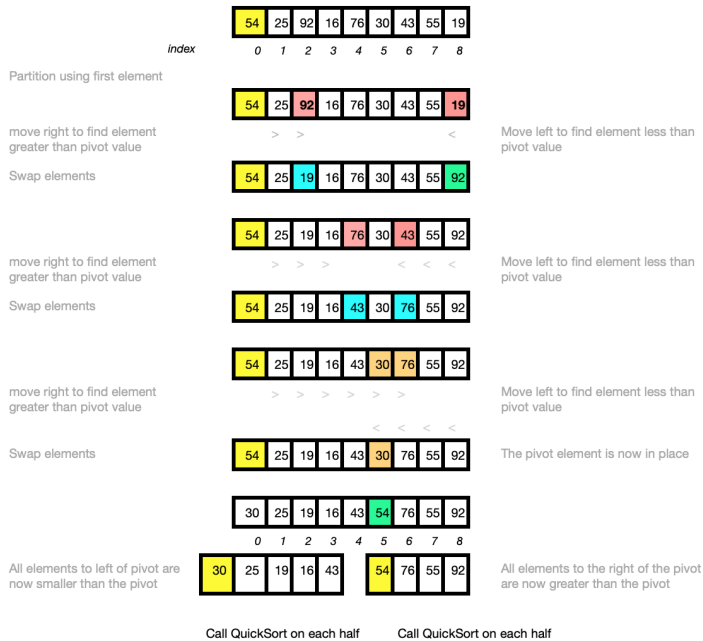 54 25 92 16 76 30 43 55 19
index 0 1 2 3 4 5 6 7 8
Partition using first element
54 25 92 16 76 30 43 55 19
move right to find element
greater than pivot value
> > <
Move left to find element less than
pivot value
Swap elements
54 25 19 16 76 30 43 55 92
54 25 19 16 76 30 43 55 92
move right to find element
greater than pivot value
> > > < < <
Move left to find element less than
pivot value
Swap elements
54 25 19 16 43 30 76 55 92
54 25 19 16 43 30 76 55 92
move right to find element
greater than pivot value
> > > > > >
Move left to find element less than
pivot value
< < < <
Swap elements
54 25 19 16 43 30 76 55 92
The pivot element is now in place
30 25 19 16 43 54 76 55 92
0 1 2 3 4 5 6 7 8
All elements to left of pivot are
now smaller than the pivot
30 25 19 16 43
54 76 55 92
All elements to the right of the pivot
are now greater than the pivot
Call QuickSort on each half
Call QuickSort on each half